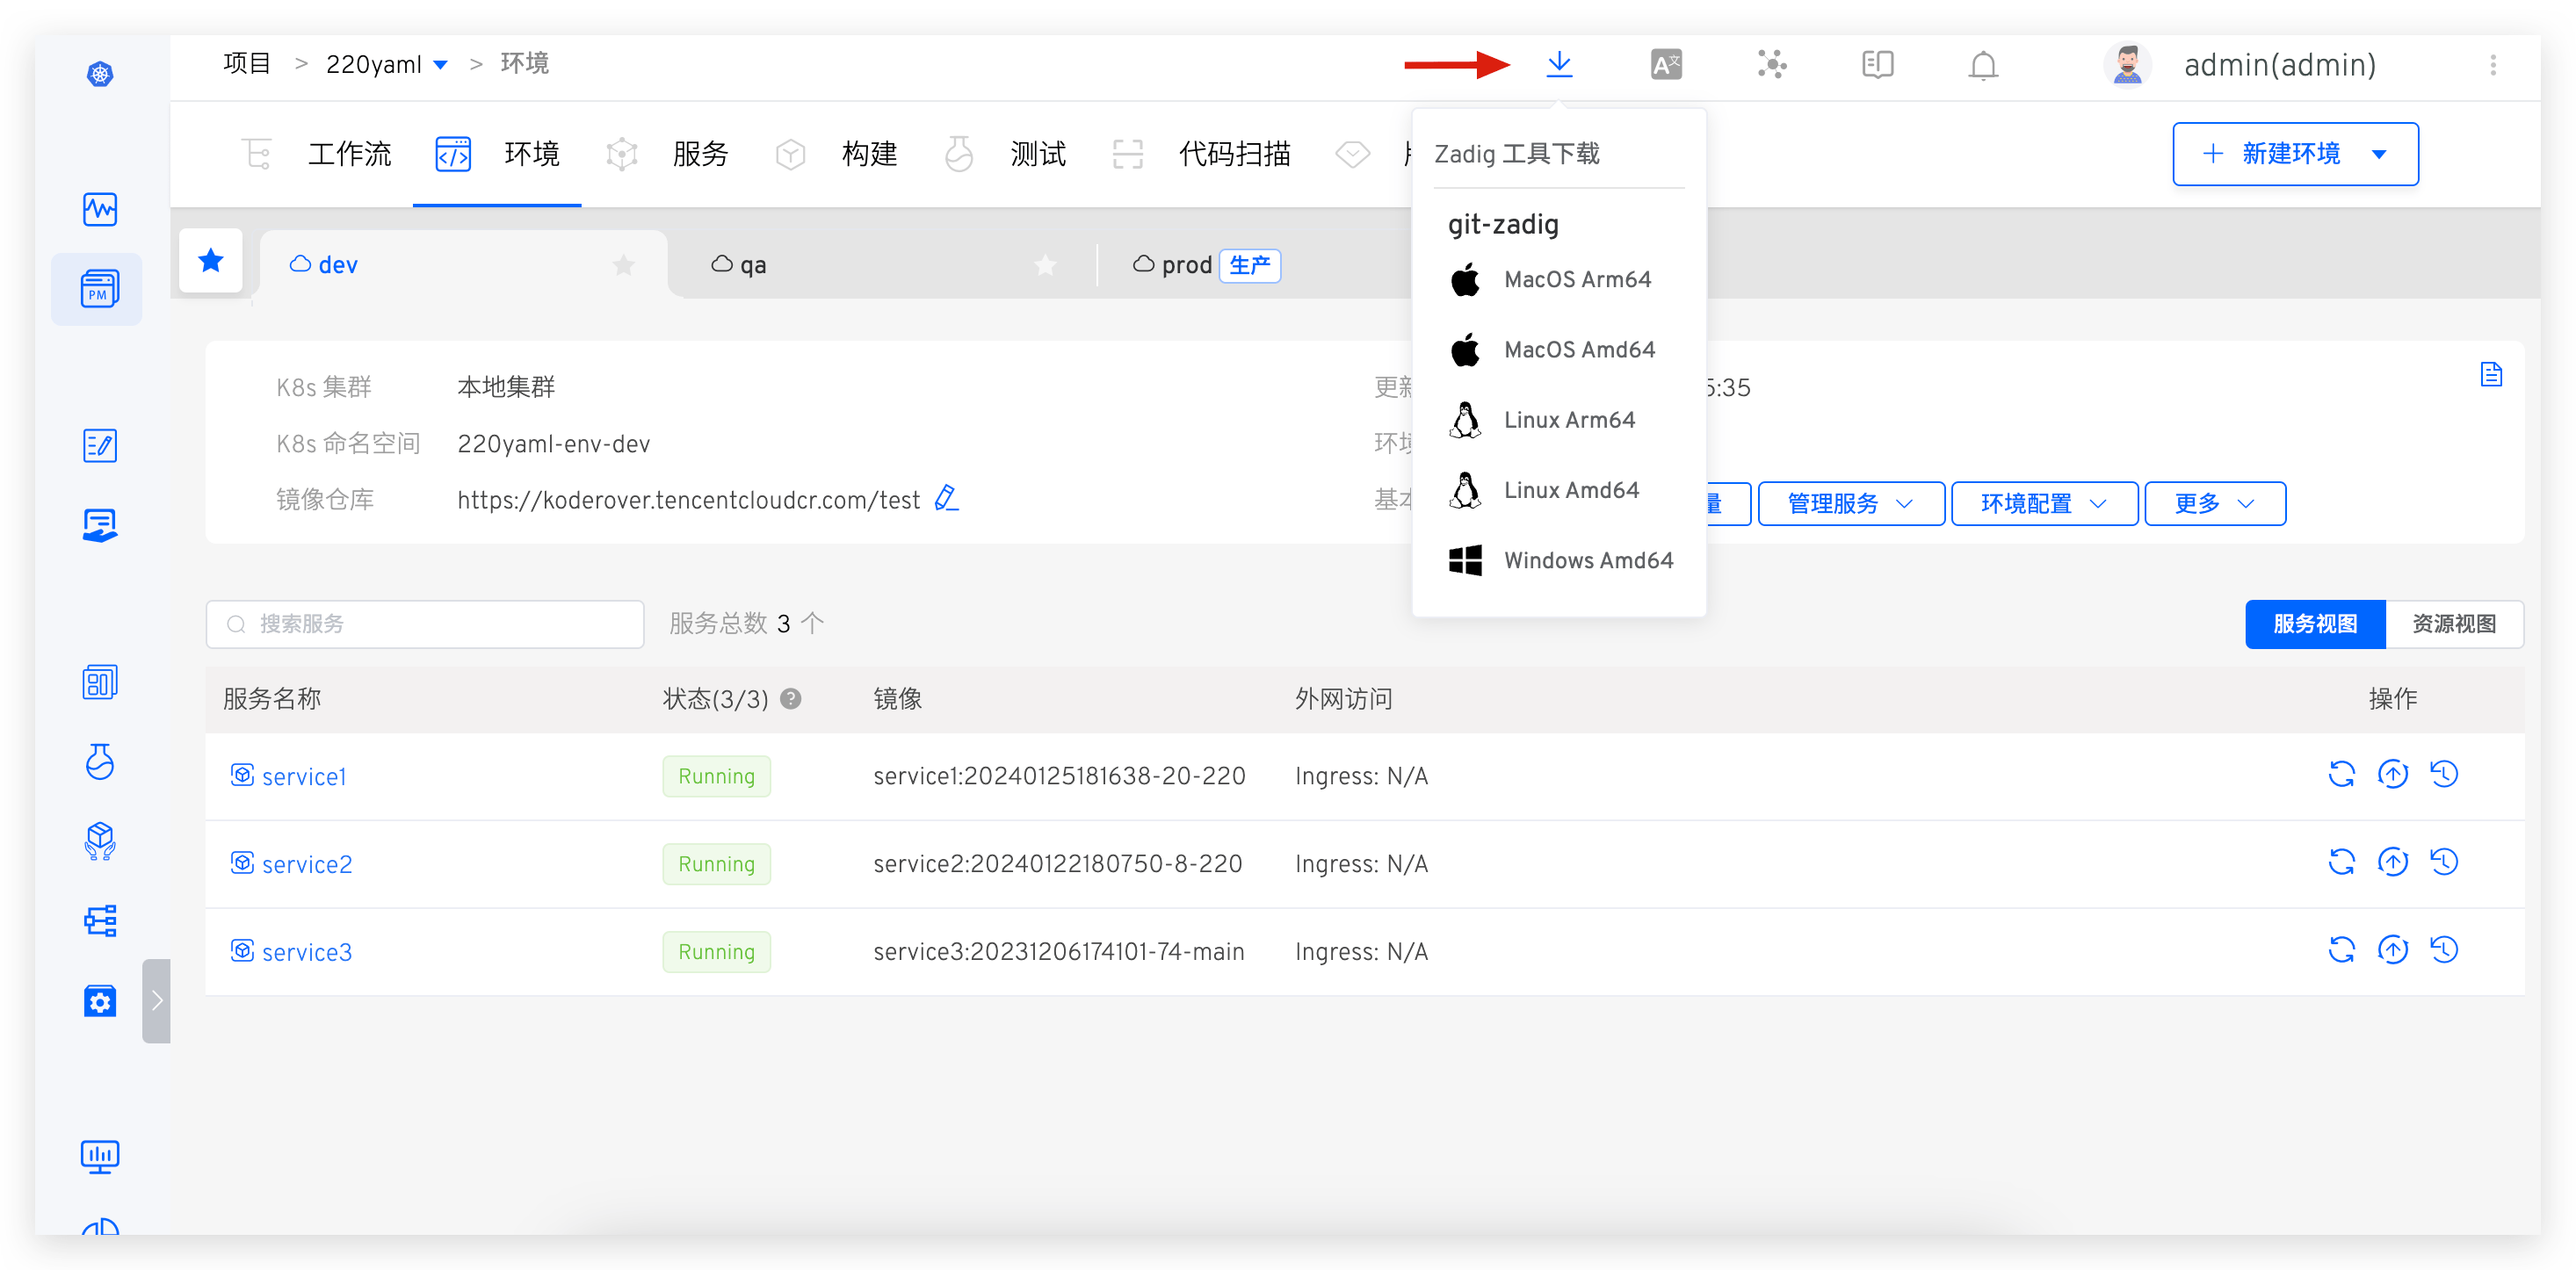 项目 > 220yaml > 环境
admin(admin)
工作流 环境 服务 构建 测试 代码扫描
新建环境
Zadig 工具下载
git-zadig
MacOS Arm64
MacOS Amd64
Linux Arm64
Linux Amd64
Windows Amd64
dev qa prod 生产
PM
K8s 集群 本地集群
更新 5:35
K8s 命名空间 220yaml-env-dev
环境
镜像仓库 https://koderover.tencentcloudcr.com/test
基本 量 管理服务 环境配置 更多
搜索服务 服务总数 3 个
服务视图 资源视图
服务名称 状态(3/3) 镜像 外网访问 操作
service1 Running service1:20240125181638-20-220 Ingress: N/A
service2 Running service2:20240122180750-8-220 Ingress: N/A
service3 Running service3:20231206174101-74-main Ingress: N/A